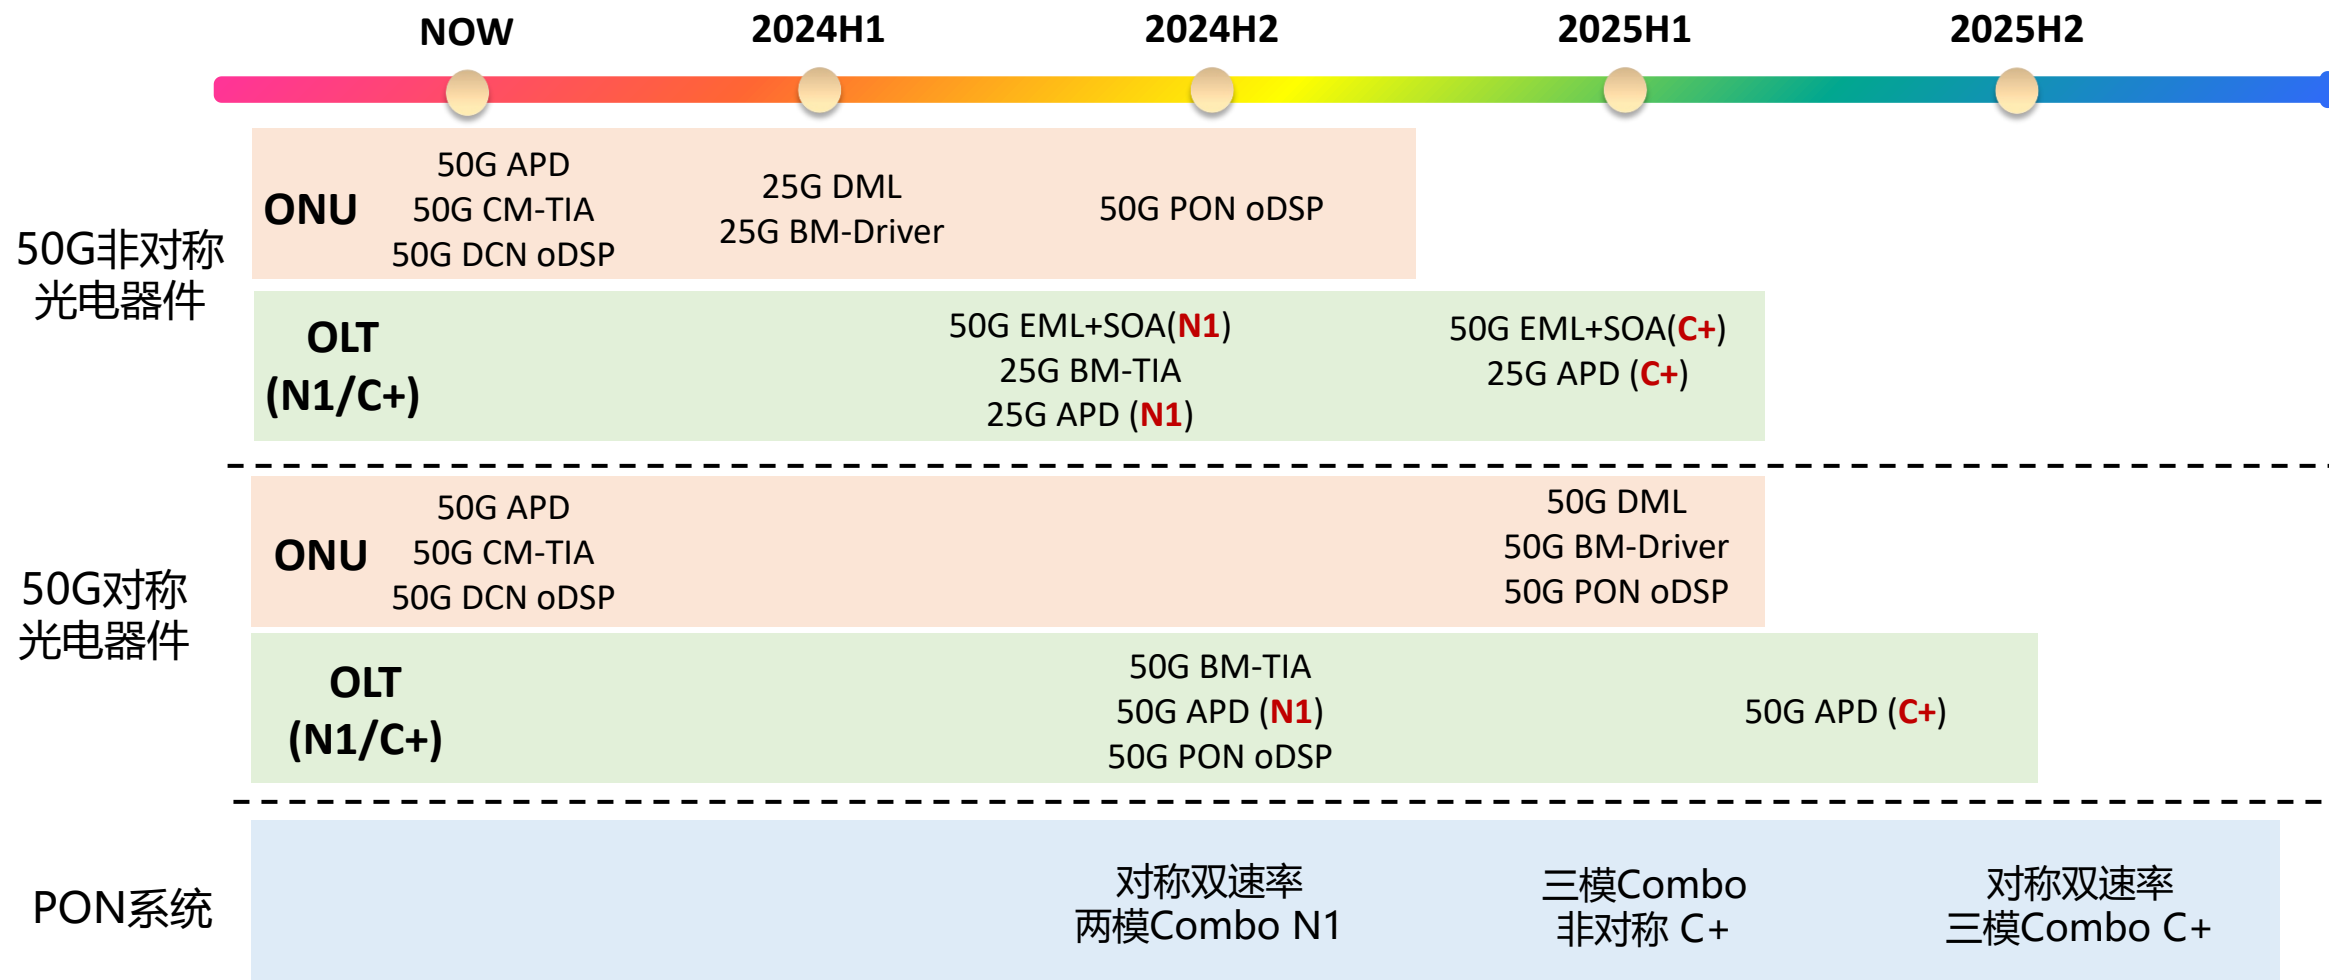 NOW
2024H1
2024H2
2025H1
2025H2
50G非对称
光电器件
ONU
50G APD
50G CM-TIA
50G DCN oDSP
25G DML
25G BM-Driver
50G PON oDSP
OLT
(N1/C+)
50G EML+SOA(N1)
25G BM-TIA
25G APD (N1)
50G EML+SOA(C+)
25G APD (C+)
50G对称
光电器件
ONU
50G APD
50G CM-TIA
50G DCN oDSP
50G DML
50G BM-Driver
50G PON oDSP
OLT
(N1/C+)
50G BM-TIA
50G APD (N1)
50G PON oDSP
50G APD (C+)
PON系统
对称双速率
两模Combo N1
三模Combo
非对称 C+
对称双速率
三模Combo C+